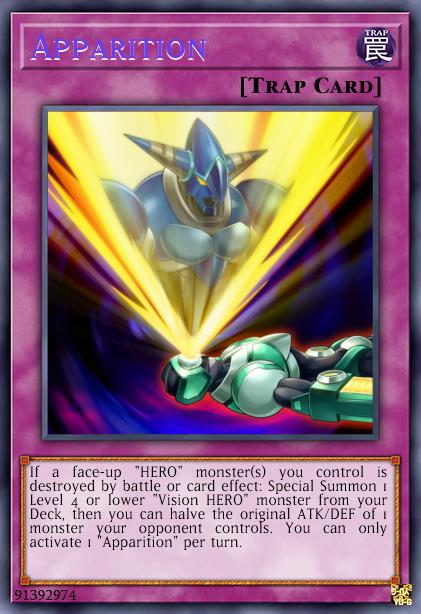 Apparition
TRAP
罠
[Trap Card]
If a face-up "HERO" monster(s) you control is
destroyed by battle or card effect: Special Summon 1
Level 4 or lower "Vision HERO" monster from your
Deck, then you can halve the original ATK/DEF of 1
monster your opponent controls. You can only
activate 1 "Apparition" per turn.
91392974